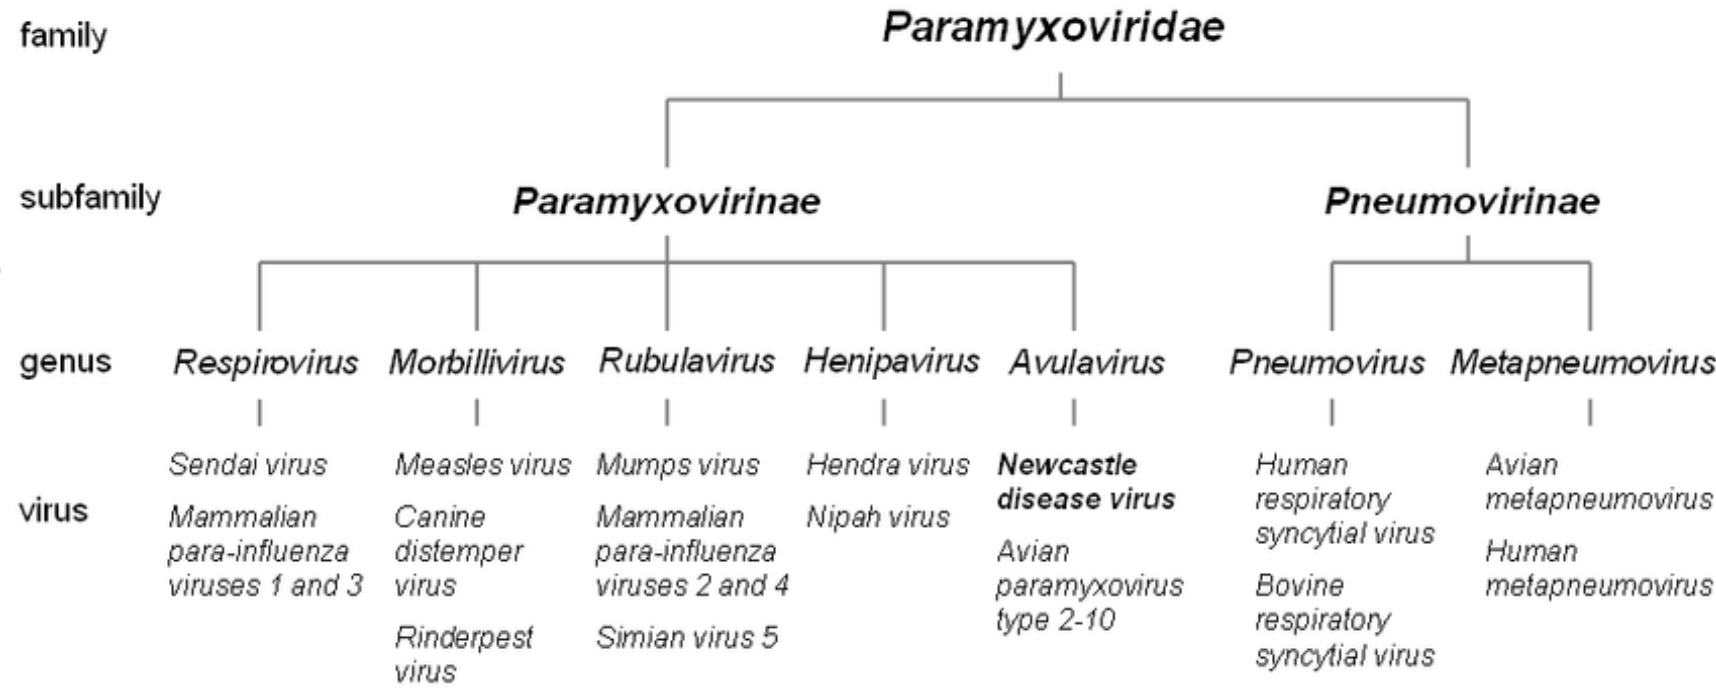 family
Paramyxoviridae
subfamily
Paramyxovirinae
Pneumovirinae
genus
Respirovirus
Morbillivirus
Rubulavirus
Henipavirus
Avulavirus
Pneumovirus
Metapneumovirus
virus
Sendai virus
Mammalian
para-influenza
viruses 1 and 3
Measles virus
Canine
distemper
virus
Rinderpest
virus
Mumps virus
Mammalian
para-influenza
viruses 2 and 4
Simian virus 5
Hendra virus
Nipah virus
Newcastle
disease virus
Avian
paramyxovirus
type 2-10
Human
respiratory
syncytial virus
Bovine
respiratory
syncytial virus
Avian
metapneumovirus
Human
metapneumovirus